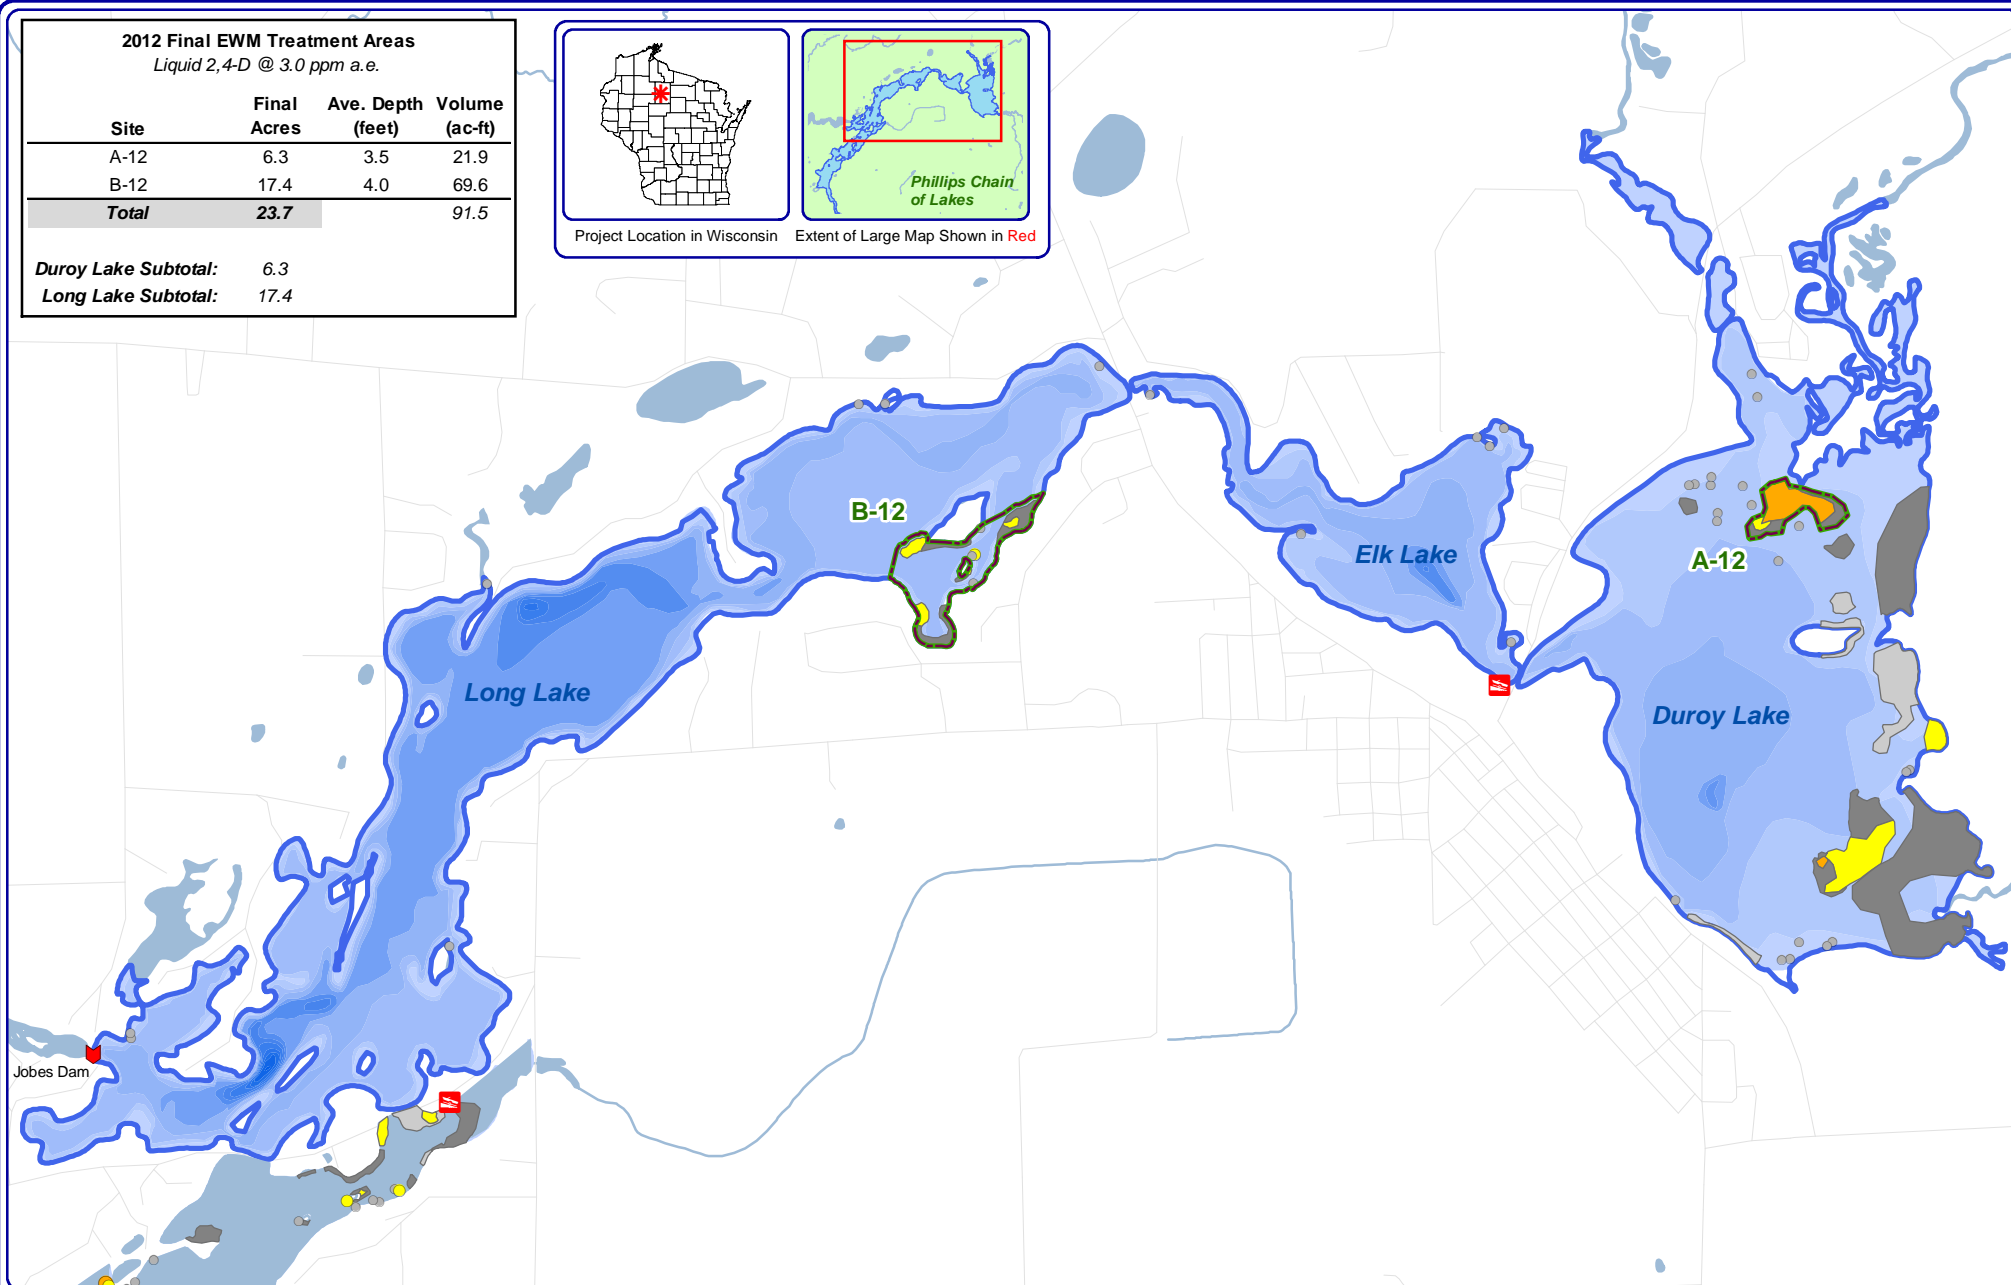 2012 Final EWM Treatment Areas
Liquid 2,4-D @ 3.0 ppm a.e.
Final Ave. Depth Volume
Site Acres (feet) (ac-ft)
A-12 6.3 3.5 21.9
B-12 17.4 4.0 69.6
Total 23.7 91.5
Duroy Lake Subtotal: 6.3
Long Lake Subtotal: 17.4
Phillips Chain
of Lakes
Project Location in Wisconsin
Extent of Large Map Shown in Red
B-12
Elk Lake
A-12
Long Lake
Duroy Lake
Jobes Dam